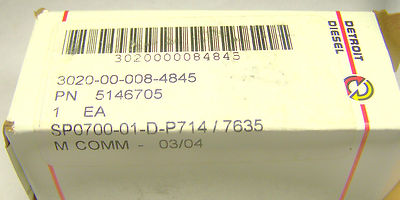 3020000084845
3020-00-008-4845
PN 5146705
1 EA
SP0700-01-D-P714 / 7635
M COMM - 03/04
DETROIT
DIESEL